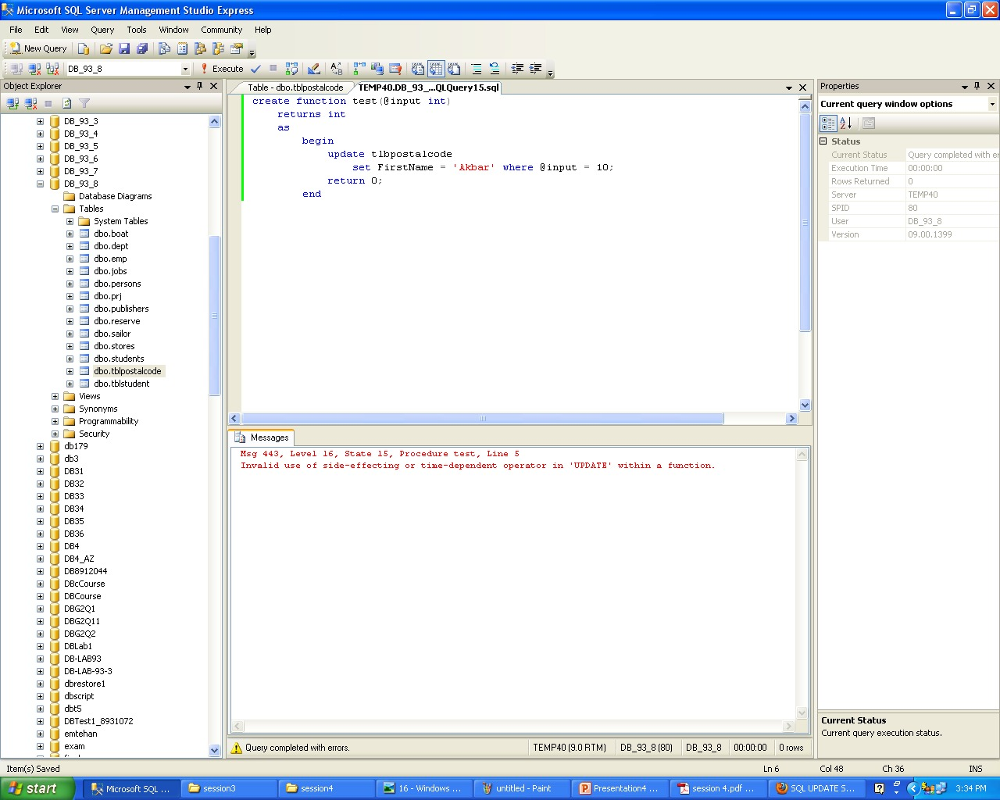 Microsoft SQL Server Management Studio Express
File Edit View Query Tools Window Community Help
New Query
DB_93_8 Execute
Object Explorer
DB_93_3
DB_93_4
DB_93_5
DB_93_6
DB_93_7
DB_93_8
Database Diagrams
Tables
System Tables
dbo.boat
dbo.dept
dbo.emp
dbo.jobs
dbo.persons
dbo.prj
dbo.publishers
dbo.reserve
dbo.sailor
dbo.stores
dbo.students
dbo.tblpostalcode
dbo.tblstudent
Views
Synonyms
Programmability
Security
db179
db3
DB31
DB32
DB33
DB34
DB35
DB36
DB4
DB4_AZ
DB8912044
DBcCourse
DBCourse
DBG2Q1
DBG2Q11
DBG2Q2
DBLab1
DB-LAB93
DB-LAB-93-3
dbrestore1
dbscript
dbt5
DBTest1_8931072
emtehan
exam
Table - dbo.tblpostalcode TEMP40.DB_93_...QLQuery15.sql
create function test(@input int)
returns int
as
begin
update tlbpostalcode
set FirstName = 'Akbar' where @input = 10;
return 0;
end
Messages
Msg 443, Level 16, State 15, Procedure test, Line 5
Invalid use of side-effecting or time-dependent operator in 'UPDATE' within a function.
Query completed with errors. TEMP40 (9.0 RTM) DB_93_8 (80) DB_93_8 00:00:00 0 rows
Properties
Current query window options
Status
Current Status Query completed with er
Execution Time 00:00:00
Rows Returned 0
Server TEMP40
SPID 80
User DB_93_8
Version 09.00.1399
Current Status
Current query execution status.
Item(s) Saved Ln 6 Col 48 Ch 36 INS
start Microsoft SQL ... session3 session4 16 - Windows ... untitled - Paint Presentation4 ... session 4.pdf ... SQL UPDATE S... 3:34 PM